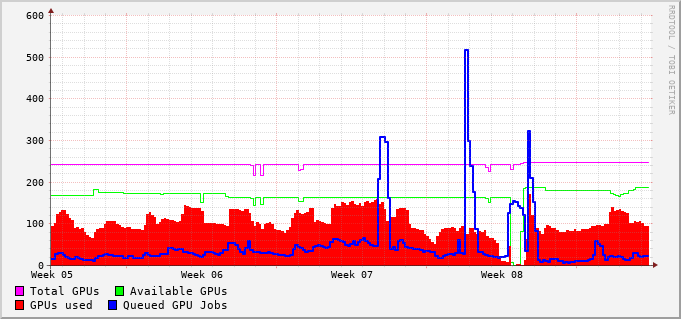 600
500
400
300
200
100
0
Week 05 Week 06 Week 07 Week 08
Total GPUs Available GPUs
GPUs used Queued GPU Jobs
RRDTOOL / TOBI OETIKER